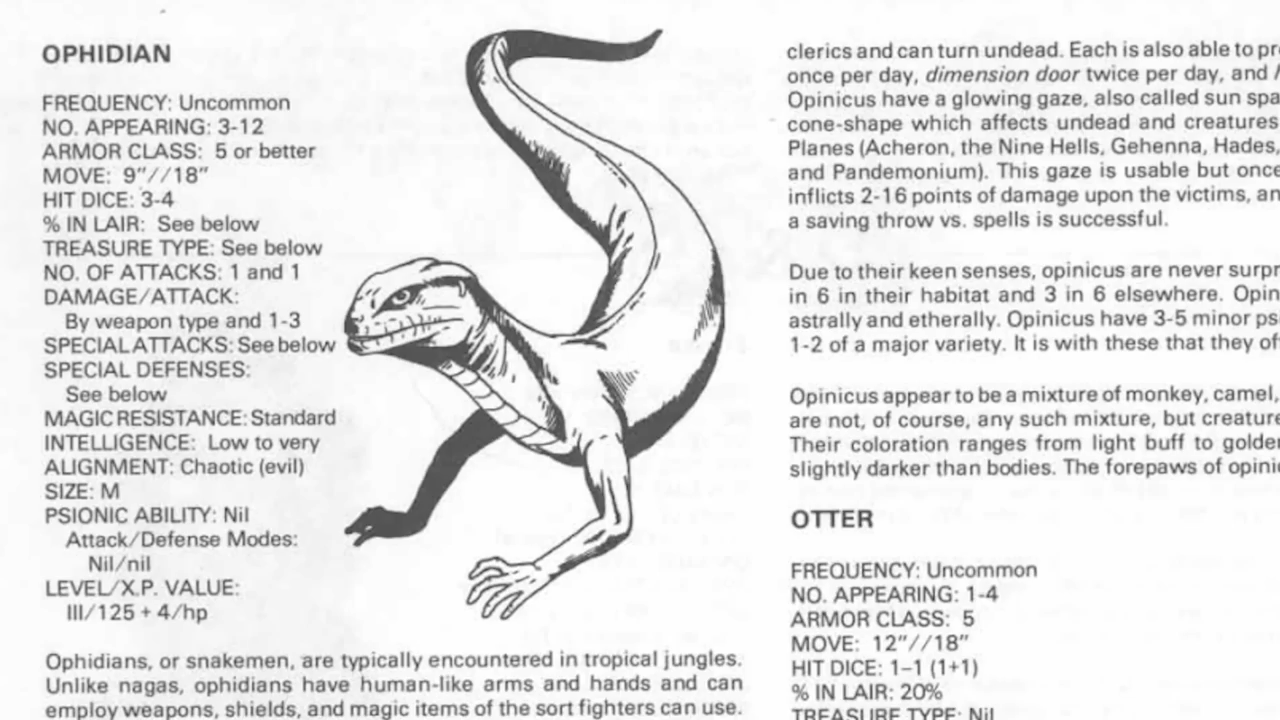 OPHIDIAN
FREQUENCY: Uncommon
NO. APPEARING: 3-12
ARMOR CLASS: 5 or better
MOVE: 9"//18"
HIT DICE: 3-4
% IN LAIR: See below
TREASURE TYPE: See below
NO. OF ATTACKS: 1 and 1
DAMAGE/ATTACK:
By weapon type and 1-3
SPECIAL ATTACKS: See below
SPECIAL DEFENSES:
See below
MAGIC RESISTANCE: Standard
INTELLIGENCE: Low to very
ALIGNMENT: Chaotic (evil)
SIZE: M
PSIONIC ABILITY: Nil
Attack/Defense Modes:
Nil/nil
LEVEL/X.P. VALUE:
III/125 + 4/hp
Ophidians, or snakemen, are typically encountered in tropical jungles.
Unlike nagas, ophidians have human-like arms and hands and can
employ weapons, shields, and magic items of the sort fighters can use.
clerics and can turn undead. Each is also able to
once per day, dimension door twice per day, and
Opinicus have a glowing gaze, also called sun
cone-shape which affects undead and creatures
Planes (Acheron, the Nine Hells, Gehenna, Hades,
and Pandemonium). This gaze is usable but once
inflicts 2-16 points of damage upon the victims,
a saving throw vs. spells is successful.
Due to their keen senses, opinicus are never
in 6 in their habitat and 3 in 6 elsewhere.
astrally and etherally. Opinicus have 3-5 minor
1-2 of a major variety. It is with these that they
Opinicus appear to be a mixture of monkey, camel,
are not, of course, any such mixture, but
Their coloration ranges from light buff to
slightly darker than bodies. The forepaws of
OTTER
FREQUENCY: Uncommon
NO. APPEARING: 1-4
ARMOR CLASS: 5
MOVE: 12"//18"
HIT DICE: 1–1 (1+1)
% IN LAIR: 20%
TREASURE TYPE: Nil